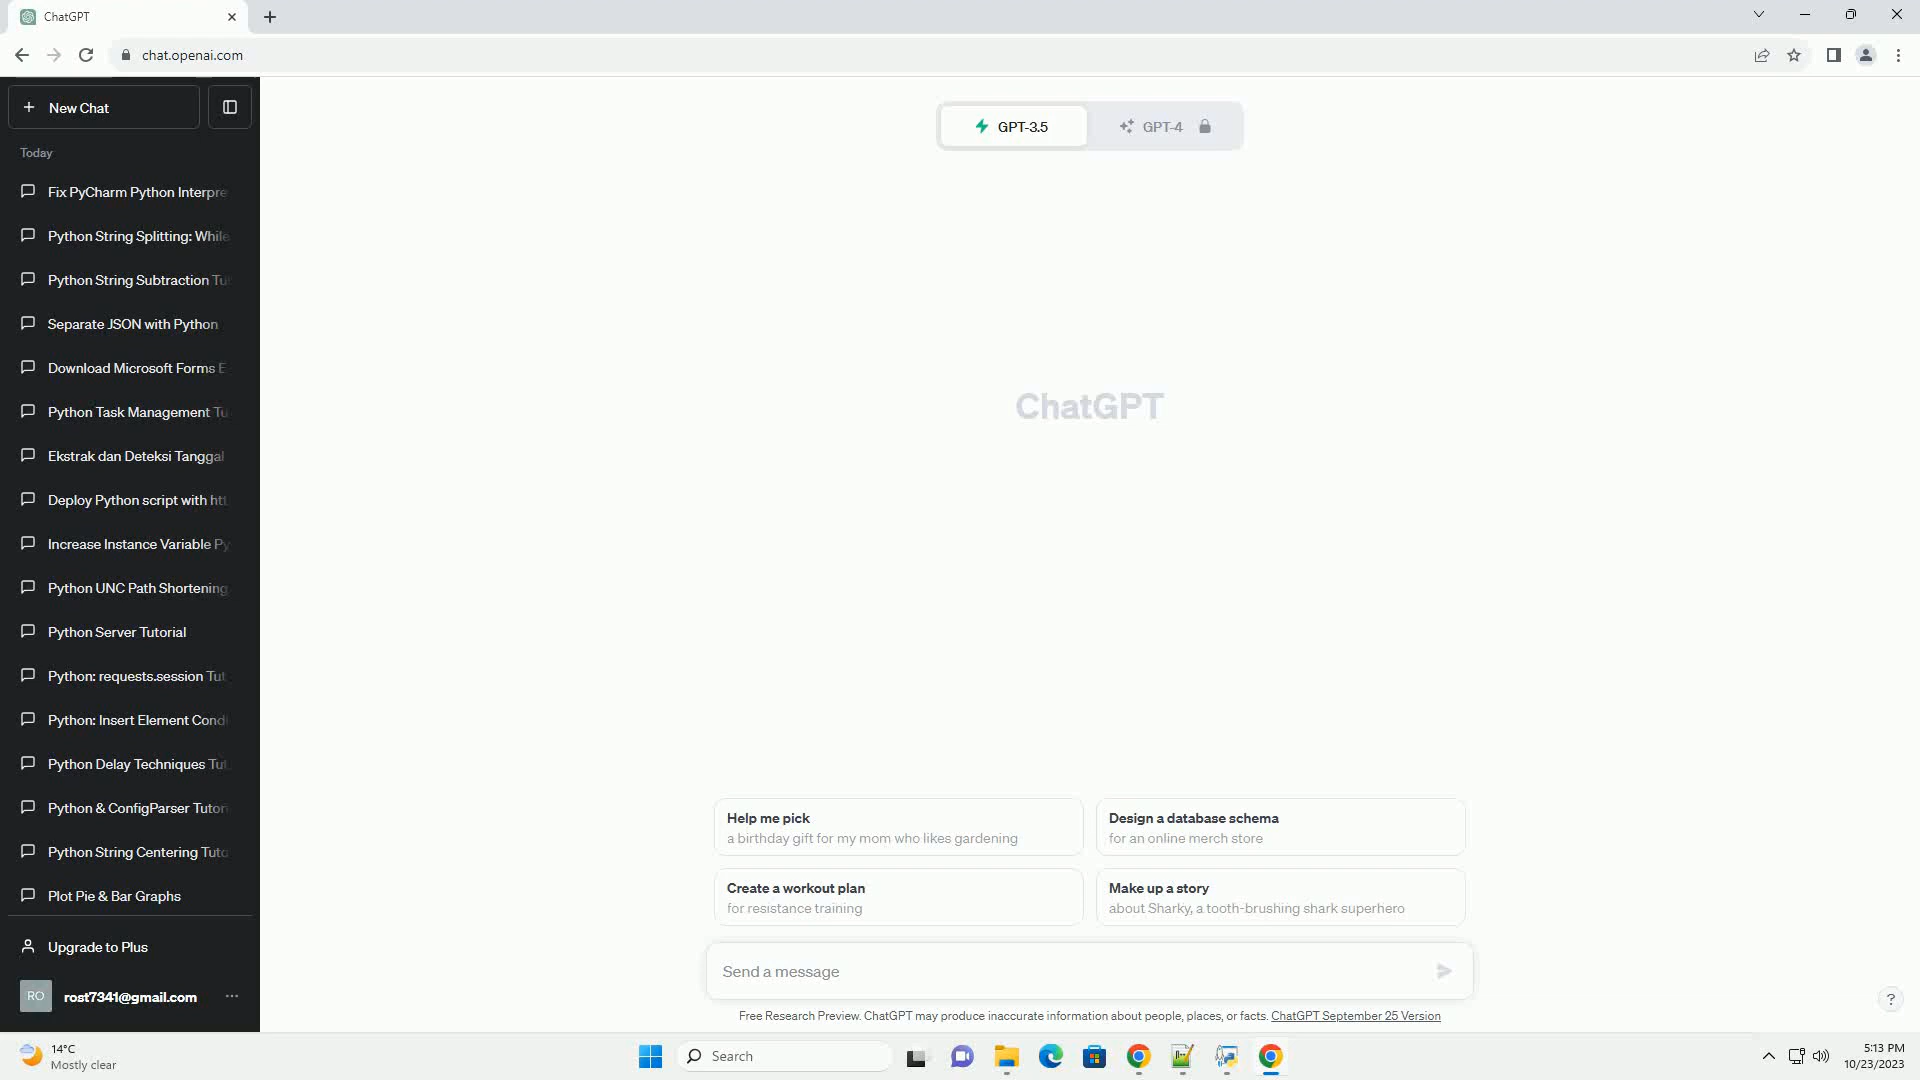 ChatGPT
chat.openai.com
New Chat
Today
Fix PyCharm Python Interpre
Python String Splitting: While
Python String Subtraction Tu
Separate JSON with Python
Download Microsoft Forms E
Python Task Management Tu
Ekstrak dan Deteksi Tanggal
Deploy Python script with htt
Increase Instance Variable Py
Python UNC Path Shortening
Python Server Tutorial
Python: requests.session Tut
Python: Insert Element Condi
Python Delay Techniques Tut
Python & ConfigParser Tutori
Python String Centering Tuto
Plot Pie & Bar Graphs
Upgrade to Plus
RO
rost7341@gmail.com
GPT-3.5
GPT-4
ChatGPT
Help me pick
a birthday gift for my mom who likes gardening
Design a database schema
for an online merch store
Create a workout plan
for resistance training
Make up a story
about Sharky, a tooth-brushing shark superhero
Send a message
Free Research Preview. ChatGPT may produce inaccurate information about people, places, or facts. ChatGPT September 25 Version
?
14°C
Mostly clear
Search
5:13 PM
10/23/2023